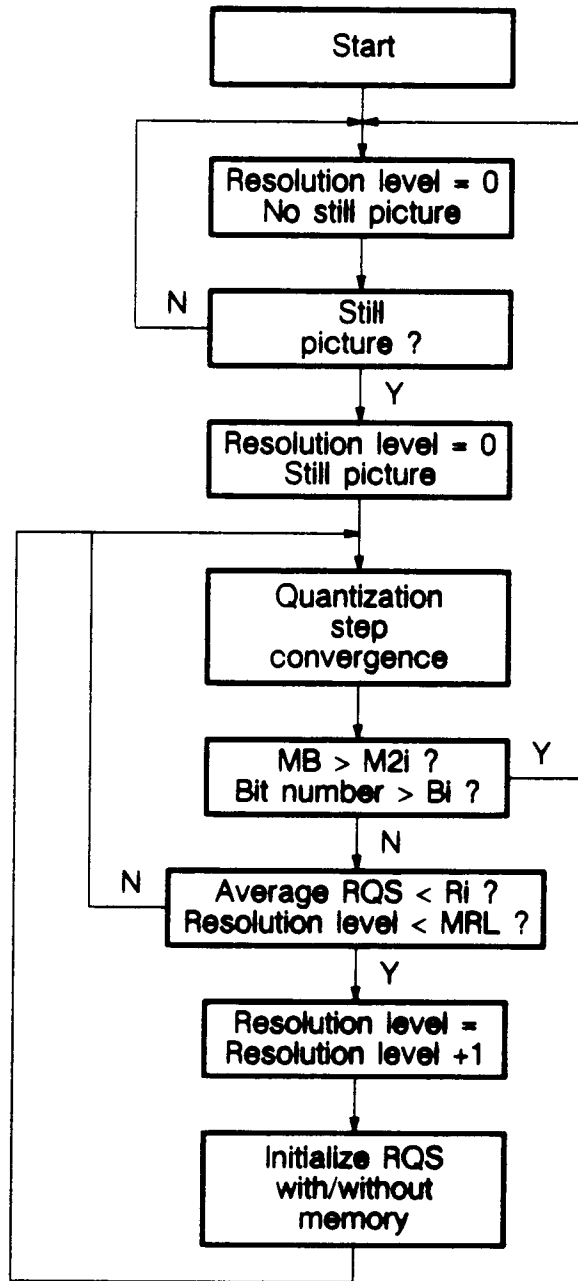 Start
Resolution level = 0
No still picture
N
Still
picture ?
Y
Resolution level = 0
Still picture
Quantization
step
convergence
MB > M2i ?
Bit number > Bi ?
Y
N
N
Average RQS < Ri ?
Resolution level < MRL ?
Y
Resolution level =
Resolution level +1
Initialize RQS
with/without
memory